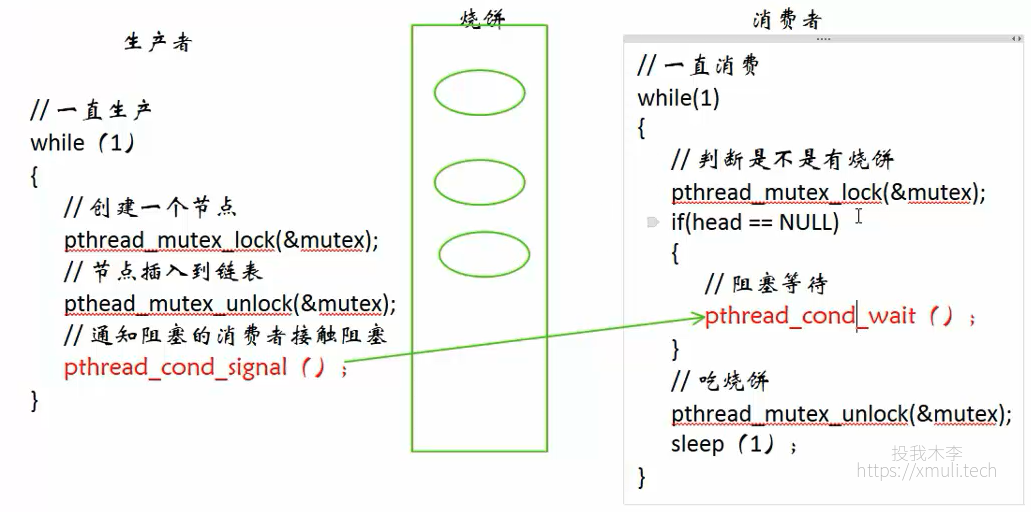 生产者
// 一直生产
while（1）
{
// 创建一个节点
pthread_mutex_lock(&mutex);
// 节点插入到链表
pthead_mutex_unlock(&mutex);
// 通知阻塞的消费者接触阻塞
pthread_cond_signal（）;
}
烧饼
消费者
// 一直消费
while(1)
{
// 判断是不是有烧饼
pthread_mutex_lock(&mutex);
if(head == NULL)
{
// 阻塞等待
pthread_cond_wait（）;
}
// 吃烧饼
pthread_mutex_unlock(&mutex);
sleep（1）;
}
投我木李
https://xmuli.tech